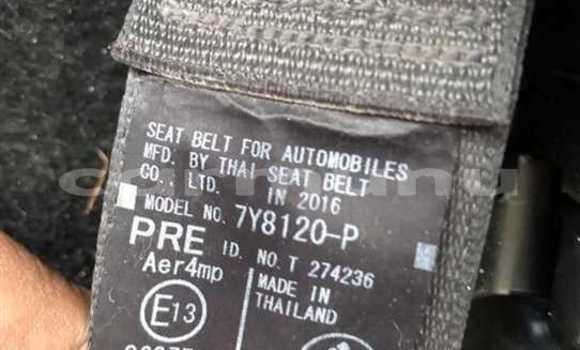 SEAT BELT FOR AUTOMOBILES
MFD. BY THAI SEAT BELT
CO., LTD. IN 2016
MODEL NO. 7Y8120-P
PRE ID. NO. T 274236
Aer4mp
MADE IN
THAILAND
E13